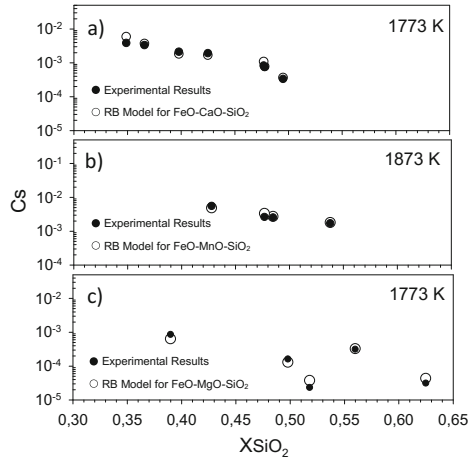 a)
1773 K
10⁻²
10⁻³
10⁻⁴
10⁻⁵
● Experimental Results
○ RB Model for FeO-CaO-SiO₂
b)
1873 K
10⁻¹
10⁻²
10⁻³
10⁻⁴
Cs
● Experimental Results
○ RB Model for FeO-MnO-SiO₂
c)
1773 K
10⁻²
10⁻³
10⁻⁴
10⁻⁵
● Experimental Results
○ RB Model for FeO-MgO-SiO₂
0,30 0,35 0,40 0,45 0,50 0,55 0,60 0,65
XSiO₂